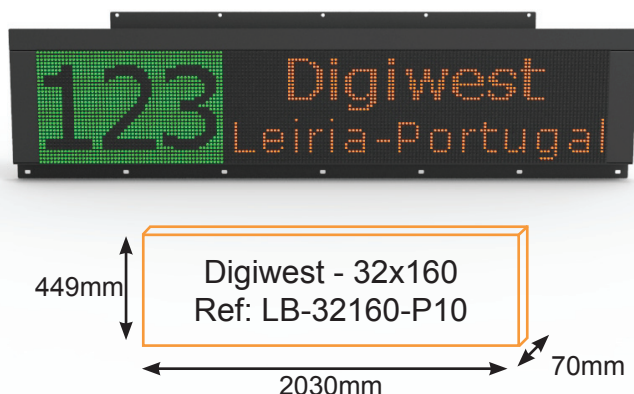 123
Digiwest
Leiria-Portugal
449mm
Digiwest - 32x160
Ref: LB-32160-P10
70mm
2030mm